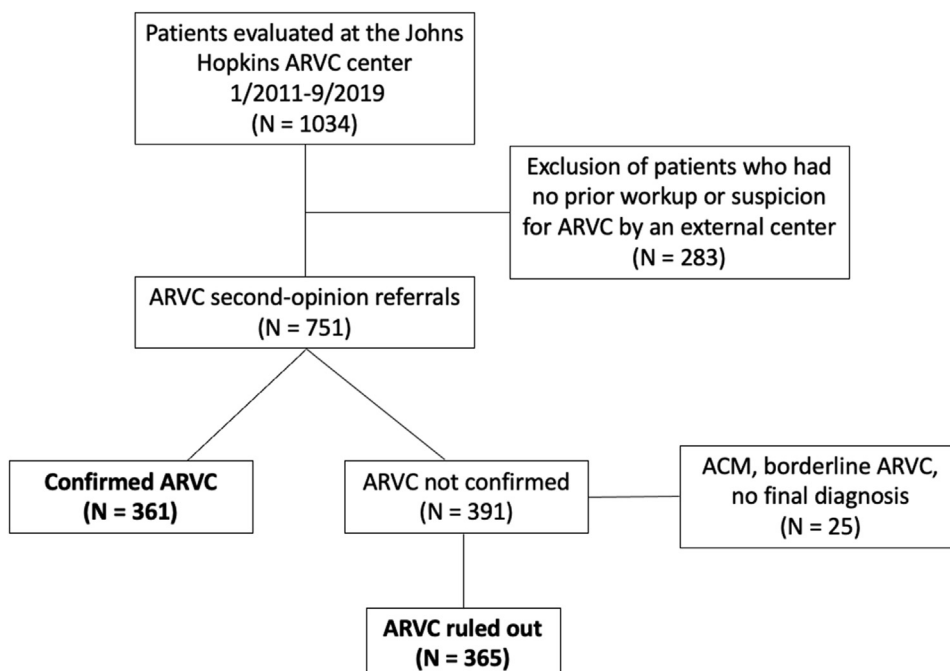 Patients evaluated at the Johns
Hopkins ARVC center
1/2011-9/2019
(N = 1034)
Exclusion of patients who had
no prior workup or suspicion
for ARVC by an external center
(N = 283)
ARVC second-opinion referrals
(N = 751)
Confirmed ARVC
(N = 361)
ARVC not confirmed
(N = 391)
ACM, borderline ARVC,
no final diagnosis
(N = 25)
ARVC ruled out
(N = 365)